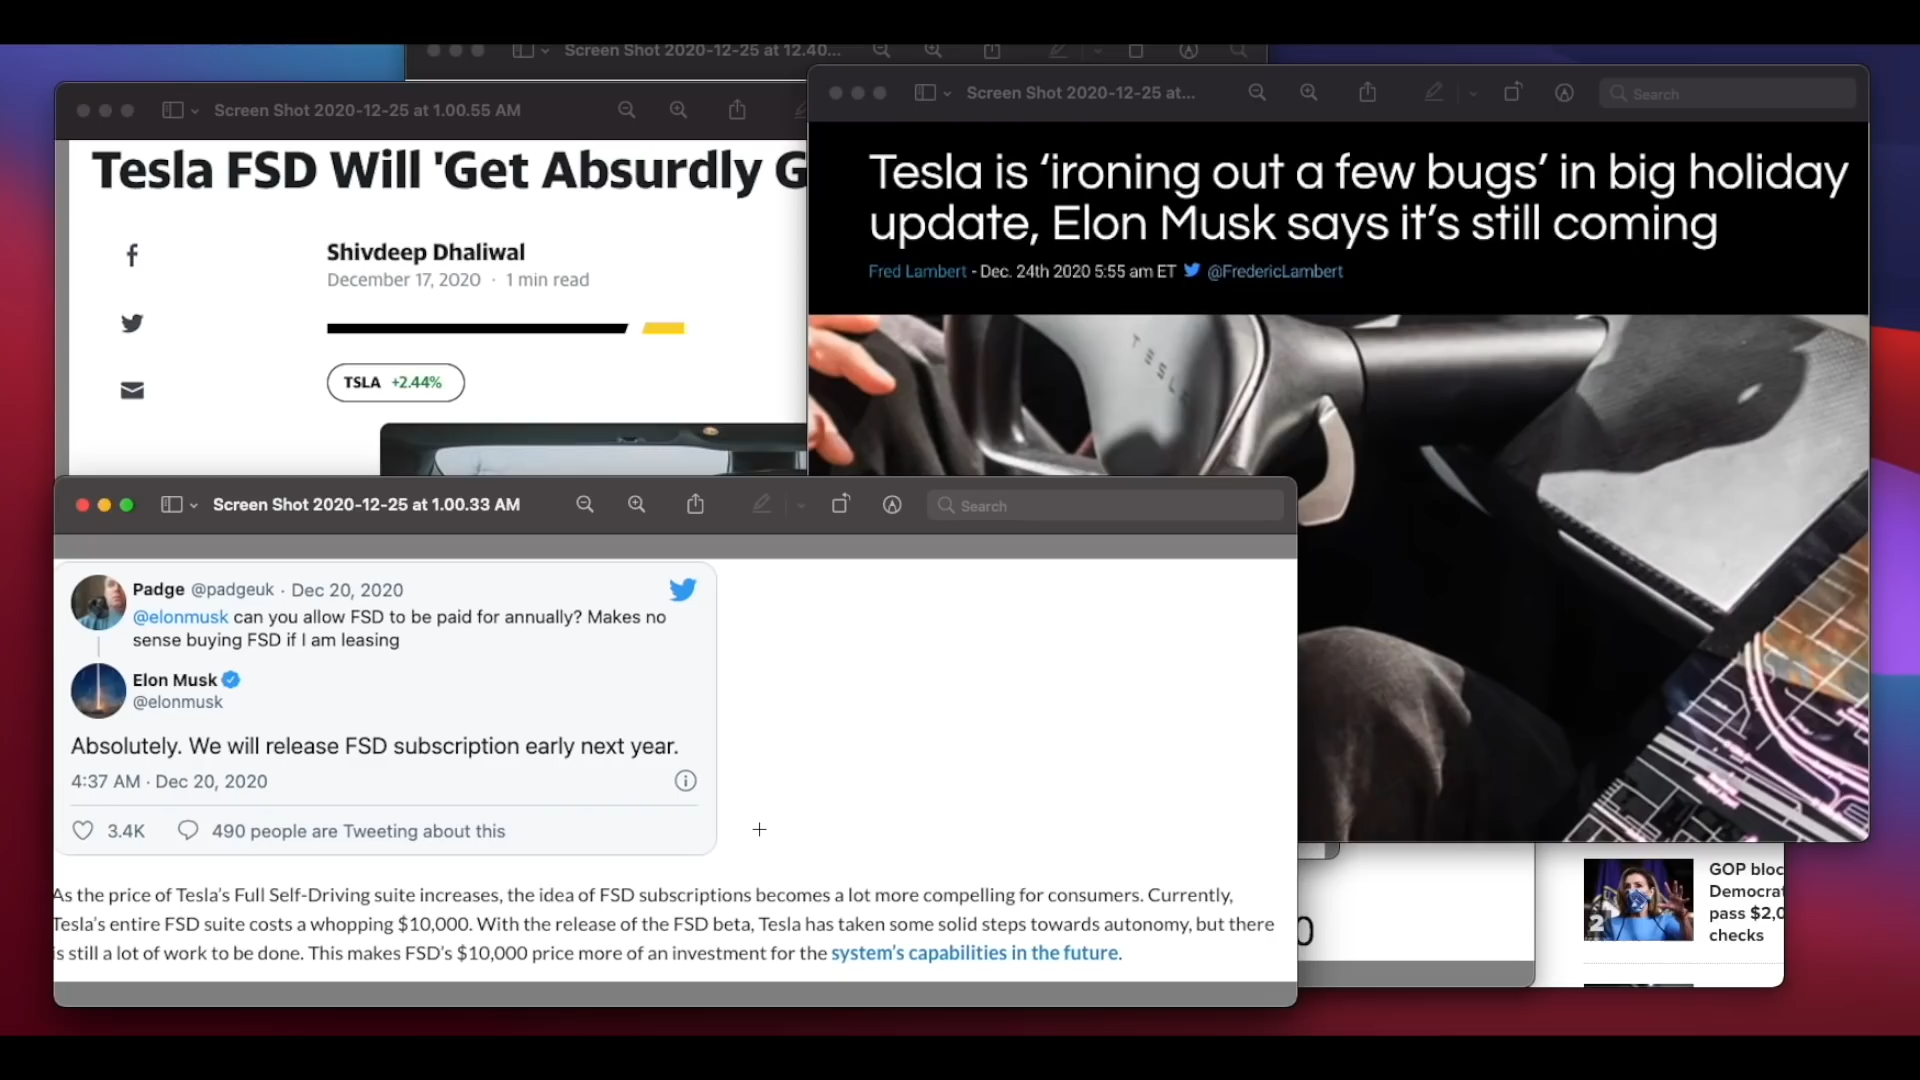 Screen Shot 2020-12-25 at 12.40...
Screen Shot 2020-12-25 at 1.00.55 AM
Tesla FSD Will 'Get Absurdly G
Shivdeep Dhaliwal
December 17, 2020 · 1 min read
TSLA +2.44%
Screen Shot 2020-12-25 at...
Search
Tesla is ‘ironing out a few bugs’ in big holiday
update, Elon Musk says it’s still coming
Fred Lambert - Dec. 24th 2020 5:55 am ET @FredericLambert
TESL
Screen Shot 2020-12-25 at 1.00.33 AM
Search
Padge @padgeuk · Dec 20, 2020
@elonmusk can you allow FSD to be paid for annually? Makes no
sense buying FSD if I am leasing
Elon Musk
@elonmusk
Absolutely. We will release FSD subscription early next year.
4:37 AM · Dec 20, 2020
3.4K 490 people are Tweeting about this
As the price of Tesla’s Full Self-Driving suite increases, the idea of FSD subscriptions becomes a lot more compelling for consumers. Currently,
Tesla’s entire FSD suite costs a whopping $10,000. With the release of the FSD beta, Tesla has taken some solid steps towards autonomy, but there
is still a lot of work to be done. This makes FSD’s $10,000 price more of an investment for the system’s capabilities in the future.
0
2
GOP bloc
Democrat
pass $2,0
checks